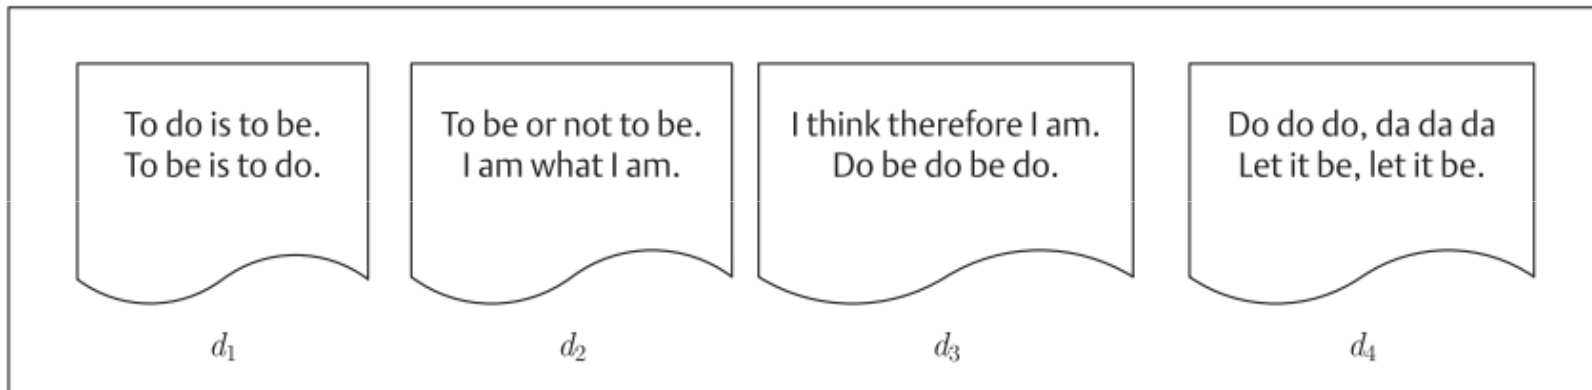 To do is to be.
To be is to do.
d1
To be or not to be.
I am what I am.
d2
I think therefore I am.
Do be do be do.
d3
Do do do, da da da
Let it be, let it be.
d4